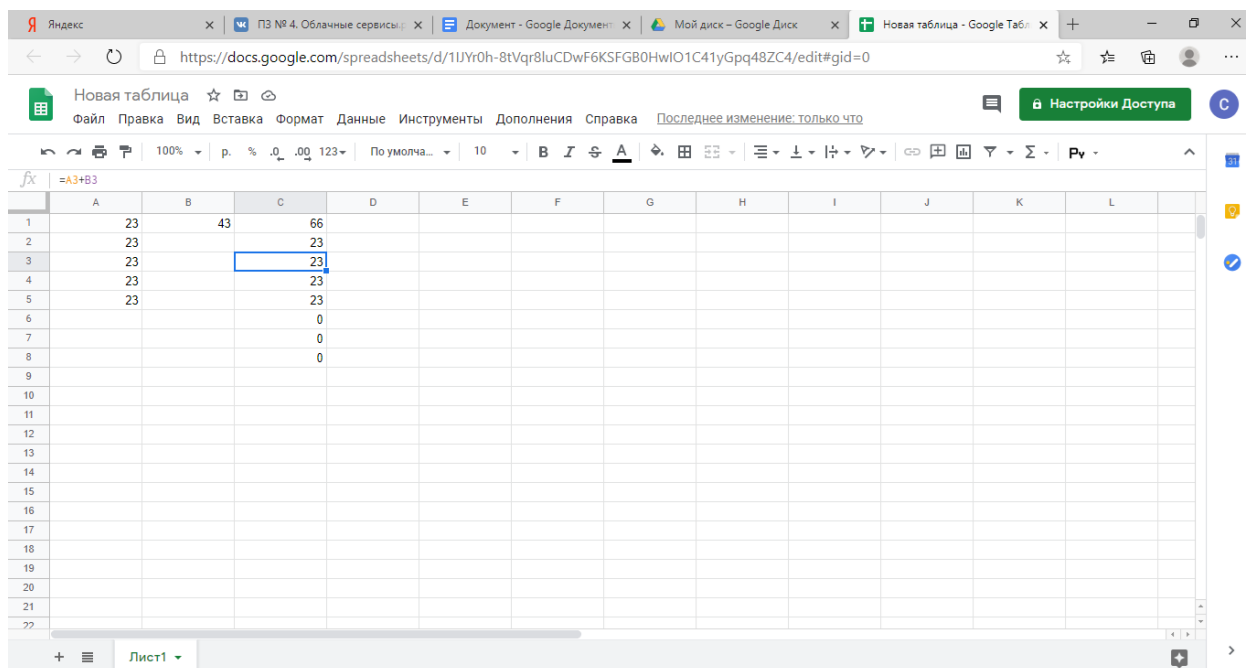 Я Яндекс ПЗ № 4. Облачные сервисы.р Документ - Google Документ Мой диск – Google Диск Новая таблица - Google Табл
https://docs.google.com/spreadsheets/d/1IJYr0h-8tVqr8luCDwF6KSFGB0HwIO1C41yGpq48ZC4/edit#gid=0
Новая таблица
Настройки Доступа
С
Файл Правка Вид Вставка Формат Данные Инструменты Дополнения Справка Последнее изменение: только что
100% р. % .0 .00 123 По умолча... 10 B I S A Σ Ру
31
fx =A3+B3
A B C D E F G H I J K L
1 23 43 66
2 23 23
3 23 23
4 23 23
5 23 23
6 0
7 0
8 0
9
10
11
12
13
14
15
16
17
18
19
20
21
22
+ Лист1